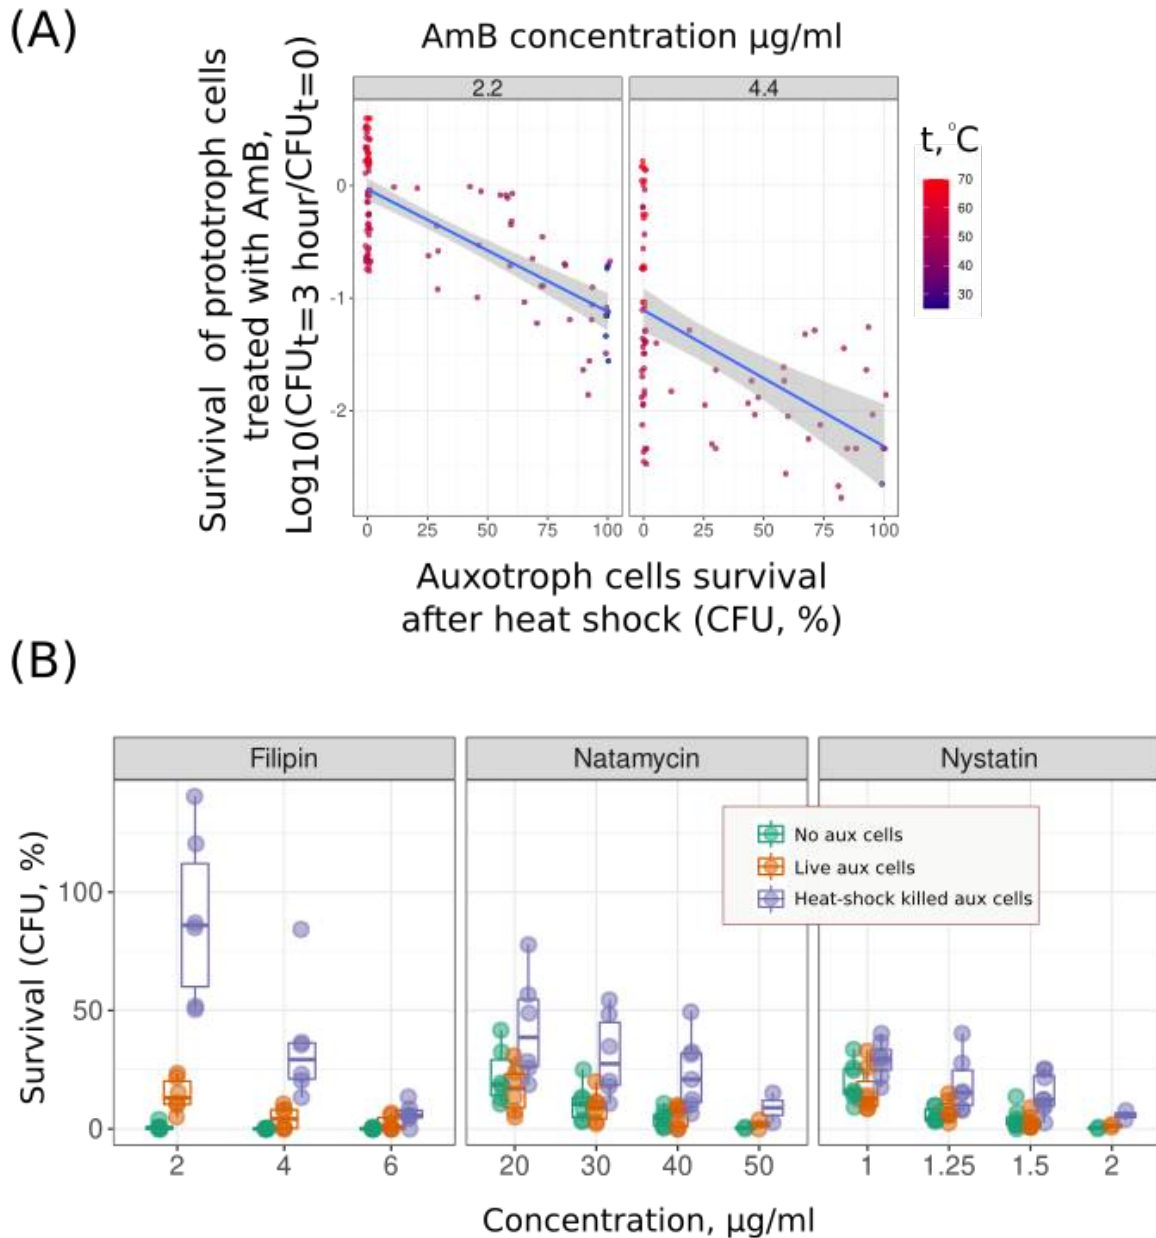 (A)
AmB concentration µg/ml
Surivival of prototroph cells
treated with AmB,
Log10(CFUt=3 hour/CFUt=0)
2.2
4.4
0
-1
-2
0 25 50 75 100
0 25 50 75 100
Auxotroph cells survival
after heat shock (CFU, %)
t, °C
70
60
50
40
30
(B)
Filipin
Natamycin
Nystatin
Survival (CFU, %)
100
50
0
No aux cells
Live aux cells
Heat-shock killed aux cells
2 4 6
20 30 40 50
1 1.25 1.5 2
Concentration, µg/ml